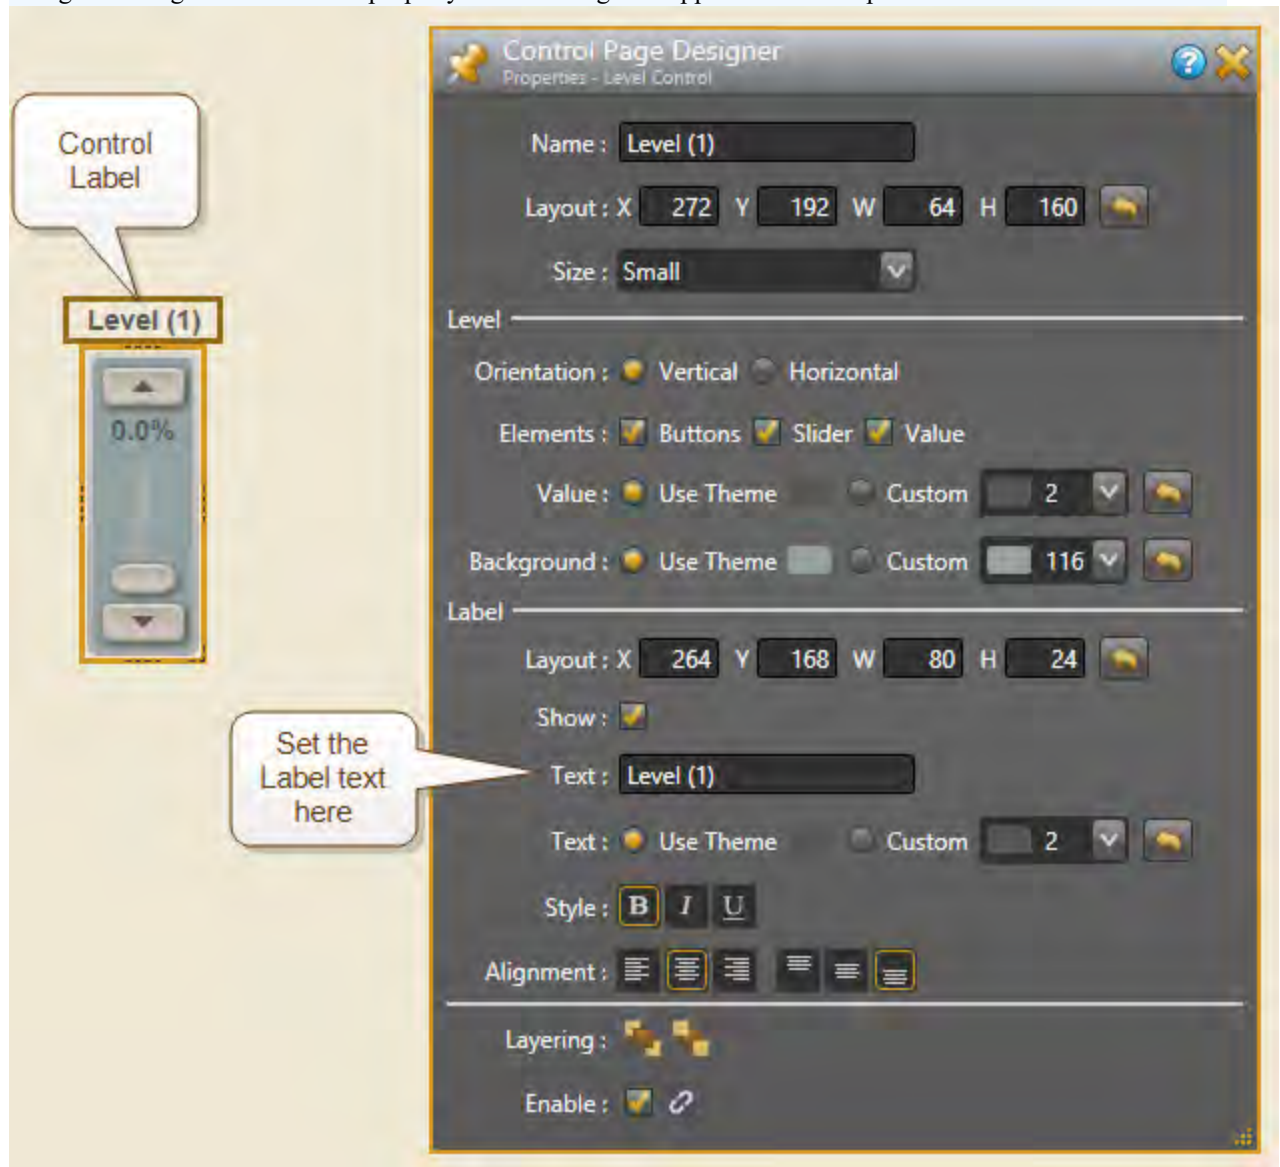 Control Page Designer
Properties - Level Control
Control
Label
Name : Level (1)
Layout : X 272 Y 192 W 64 H 160
Size : Small
Level (1)
Level
Orientation : Vertical Horizontal
0.0%
Elements : Buttons Slider Value
Value : Use Theme Custom 2
Background : Use Theme Custom 116
Label
Layout : X 264 Y 168 W 80 H 24
Show :
Set the
Label text
here
Text : Level (1)
Text : Use Theme Custom 2
Style : B I U
Alignment :
Layering :
Enable :